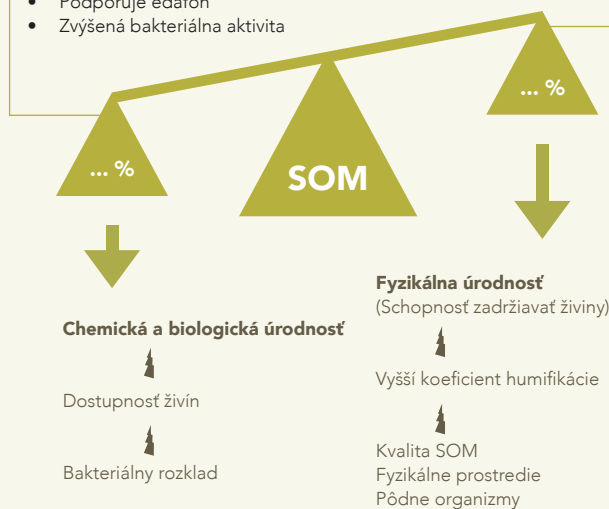 • Podporuje edafón
• Zvýšená bakteriálna aktivita
... %
... %
SOM
Chemická a biologická úrodnosť
Dostupnosť živín
Bakteriálny rozklad
Fyzikálna úrodnosť
(Schopnosť zadržiavať živiny)
Vyšší koeficient humifikácie
Kvalita SOM
Fyzikálne prostredie
Pôdne organizmy